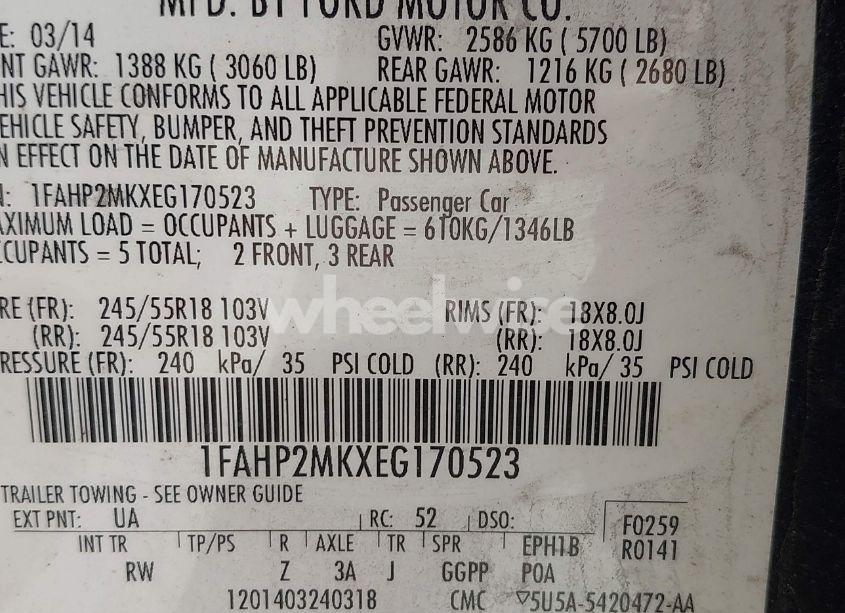 MFD. BY FORD MOTOR CO.
E: 03/14 GVWR: 2586 KG ( 5700 LB)
NT GAWR: 1388 KG ( 3060 LB) REAR GAWR: 1216 KG ( 2680 LB)
HIS VEHICLE CONFORMS TO ALL APPLICABLE FEDERAL MOTOR
EHICLE SAFETY, BUMPER, AND THEFT PREVENTION STANDARDS
N EFFECT ON THE DATE OF MANUFACTURE SHOWN ABOVE.
N: 1FAHP2MKXEG170523 TYPE: Passenger Car
AXIMUM LOAD = OCCUPANTS + LUGGAGE = 610KG/1346LB
CCUPANTS = 5 TOTAL; 2 FRONT, 3 REAR
wheelwise
RE (FR): 245/55R18 103V RIMS (FR): 18X8.0J
(RR): 245/55R18 103V (RR): 18X8.0J
RESSURE (FR): 240 kPa/ 35 PSI COLD (RR): 240 kPa/ 35 PSI COLD
1FAHP2MKXEG170523
TRAILER TOWING - SEE OWNER GUIDE
EXT PNT: UA RC: 52 DSO: F0259
INT TR TP/PS R AXLE TR SPR EPH1B R0141
RW Z 3A J GGPP POA
1201403240318 CMC ▽5U5A-5420472-AA